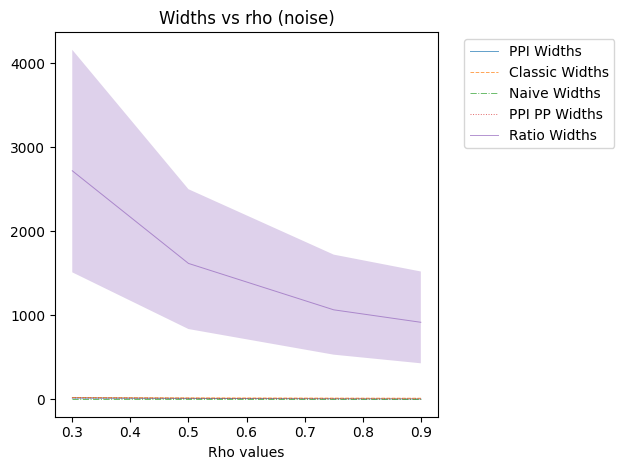 Widths vs rho (noise)
4000
3000
2000
1000
0
0.3 0.4 0.5 0.6 0.7 0.8 0.9
Rho values
PPI Widths
Classic Widths
Naive Widths
PPI PP Widths
Ratio Widths